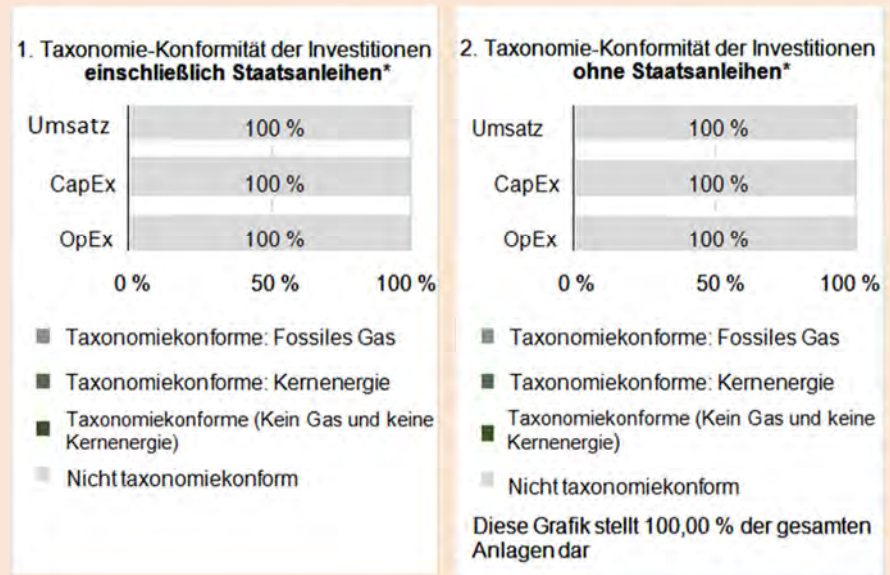 1. Taxonomie-Konformität der Investitionen
einschließlich Staatsanleihen*
Umsatz 100 %
CapEx 100 %
OpEx 100 %
0 % 50 % 100 %
Taxonomiekonforme: Fossiles Gas
Taxonomiekonforme: Kernenergie
Taxonomiekonforme (Kein Gas und keine
Kernenergie)
Nicht taxonomiekonform
2. Taxonomie-Konformität der Investitionen
ohne Staatsanleihen*
Umsatz 100 %
CapEx 100 %
OpEx 100 %
0 % 50 % 100 %
Taxonomiekonforme: Fossiles Gas
Taxonomiekonforme: Kernenergie
Taxonomiekonforme (Kein Gas und keine
Kernenergie)
Nicht taxonomiekonform
Diese Grafik stellt 100,00 % der gesamten
Anlagen dar